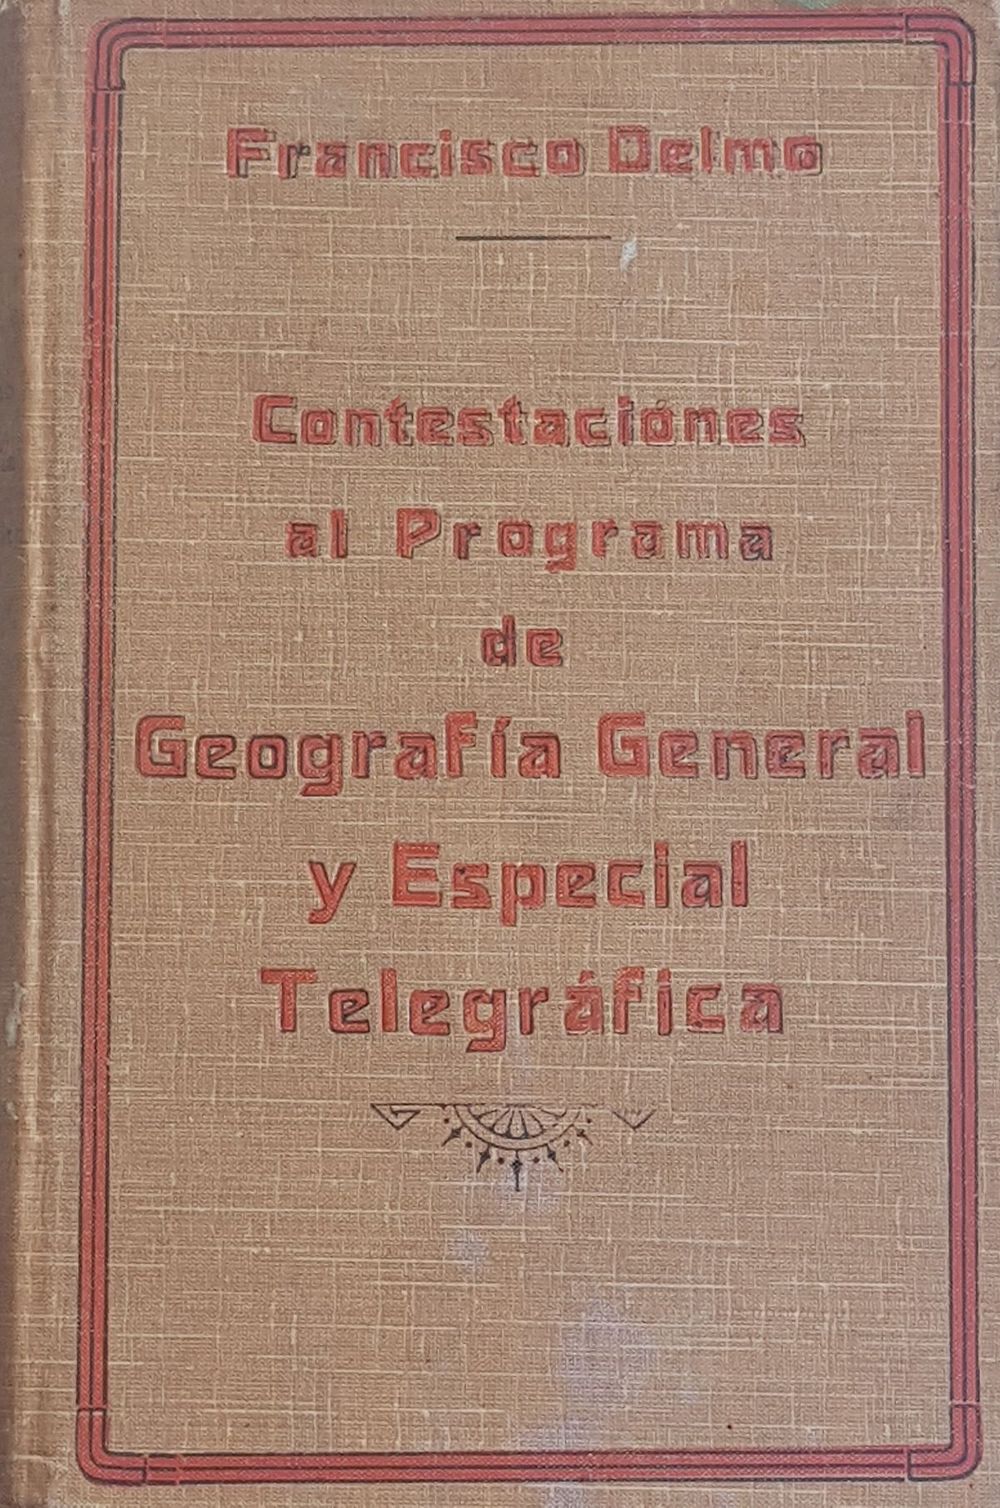 Francisco Delmo
Contestaciónes
al Programa
de
Geografía General
y Especial
Telegráfica